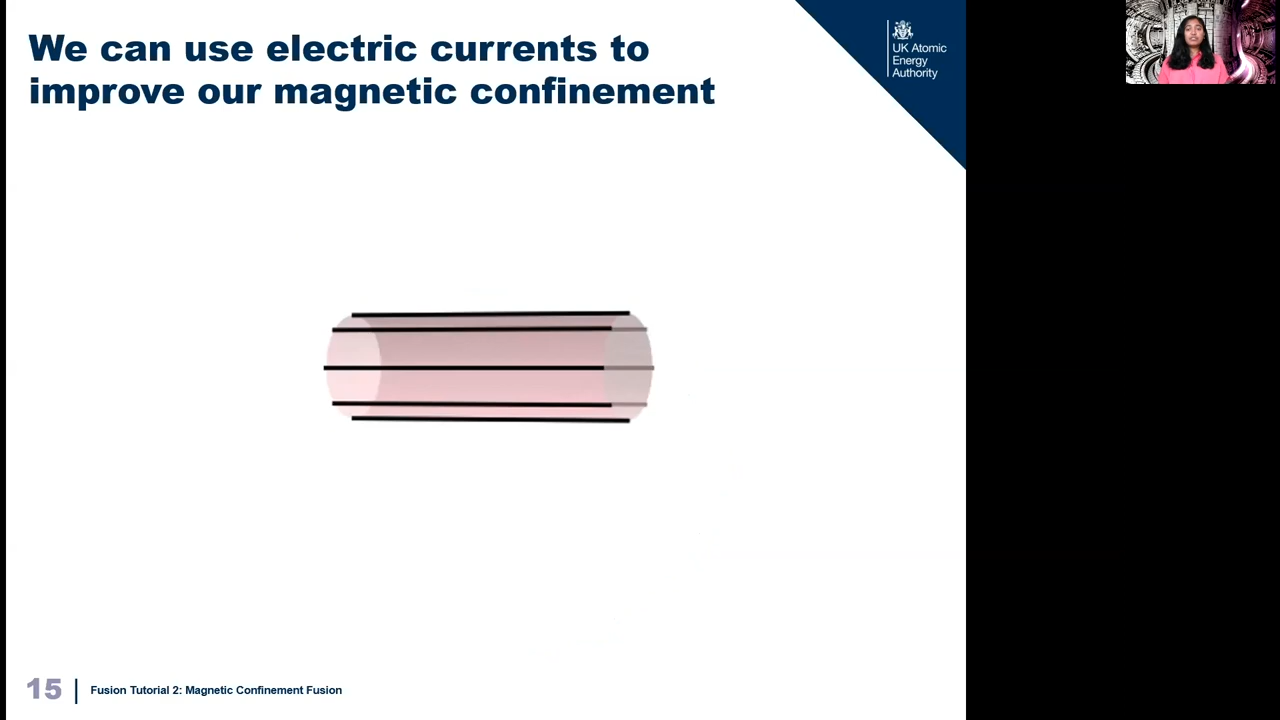 We can use electric currents to
improve our magnetic confinement
UK Atomic
Energy
Authority
15
Fusion Tutorial 2: Magnetic Confinement Fusion